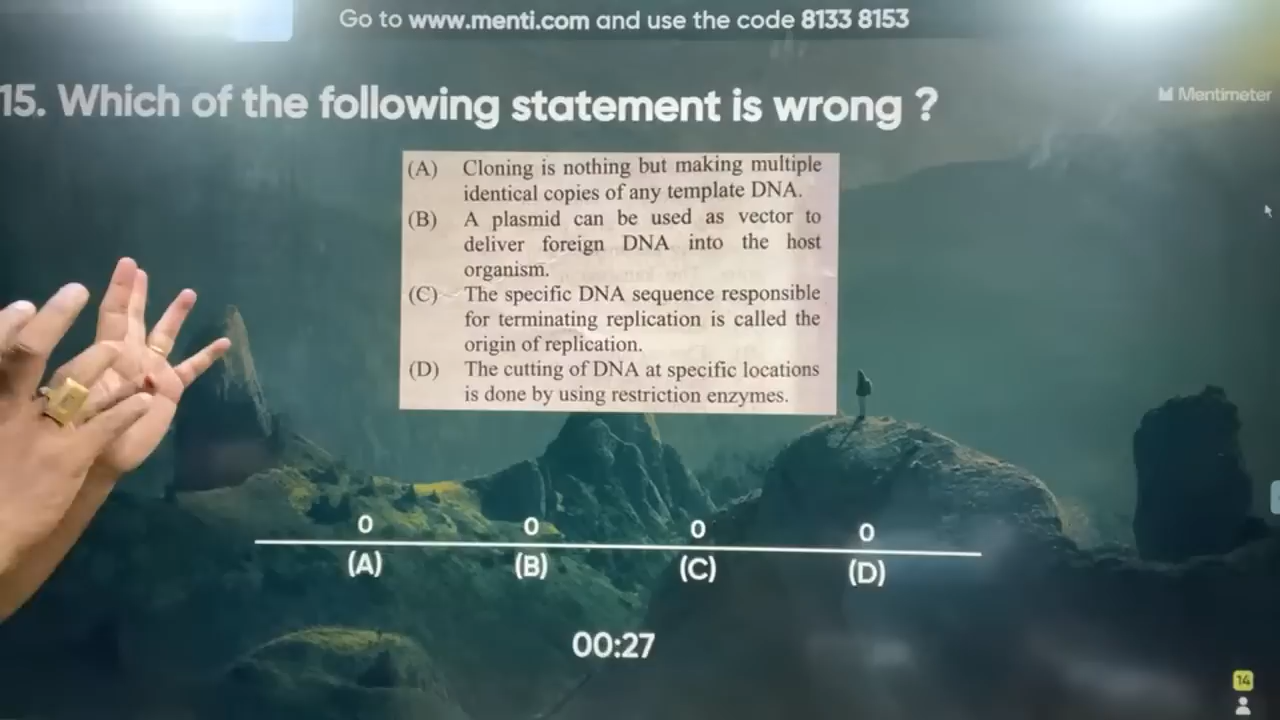 Go to www.menti.com and use the code 8133 8153
15. Which of the following statement is wrong ?
Mentimeter
(A) Cloning is nothing but making multiple
identical copies of any template DNA.
(B) A plasmid can be used as vector to
deliver foreign DNA into the host
organism.
(C) The specific DNA sequence responsible
for terminating replication is called the
origin of replication.
(D) The cutting of DNA at specific locations
is done by using restriction enzymes.
0 0 0 0
(A) (B) (C) (D)
00:27
14